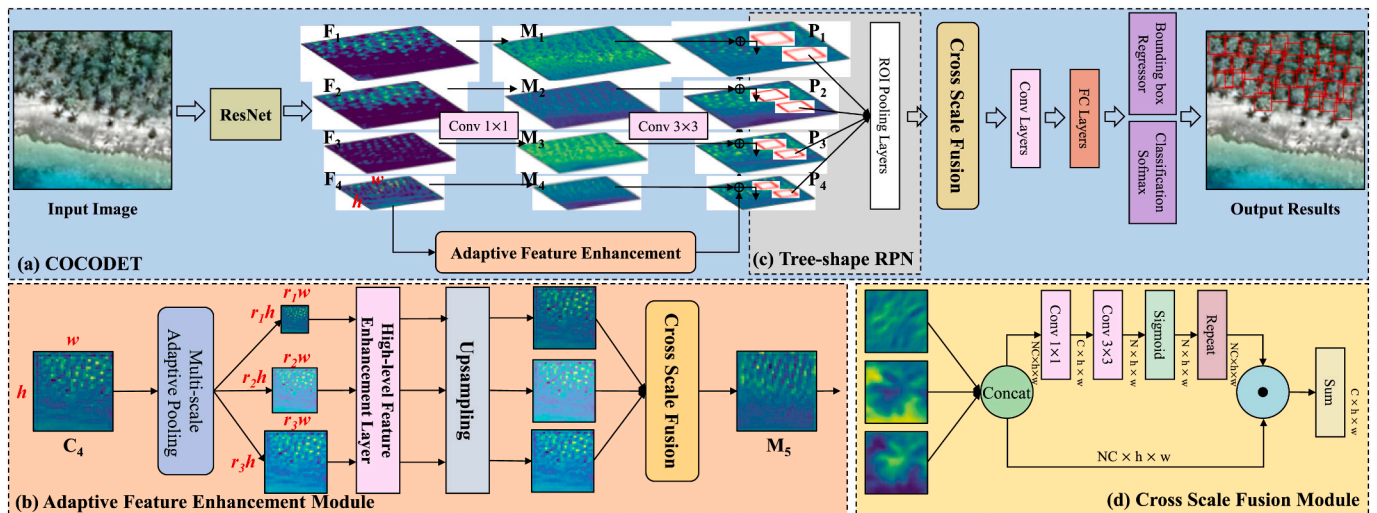 F1
M1
P1
F2
M2
P2
F3
M3
P3
F4
M4
P4
w
h
Input Image
ResNet
Conv 1×1
Conv 3×3
Adaptive Feature Enhancement
ROI Pooling Layers
Cross Scale Fusion
Conv Layers
FC Layers
Bounding box
Regressor
Classification
Sofmax
Output Results
(a) COCODET
(c) Tree-shape RPN
w
h
C4
Multi-scale
Adaptive Pooling
r1w
r1h
r2w
r2h
r3w
r3h
High-level Feature
Enhancement Layer
Upsampling
Cross Scale Fusion
M5
(b) Adaptive Feature Enhancement Module
Concat
NC×h×w
Conv 1×1
C×h×w
Conv 3×3
N×h×w
Sigmoid
N×h×w
Repeat
NC×h×w
Sum
C×h×w
NC × h × w
(d) Cross Scale Fusion Module